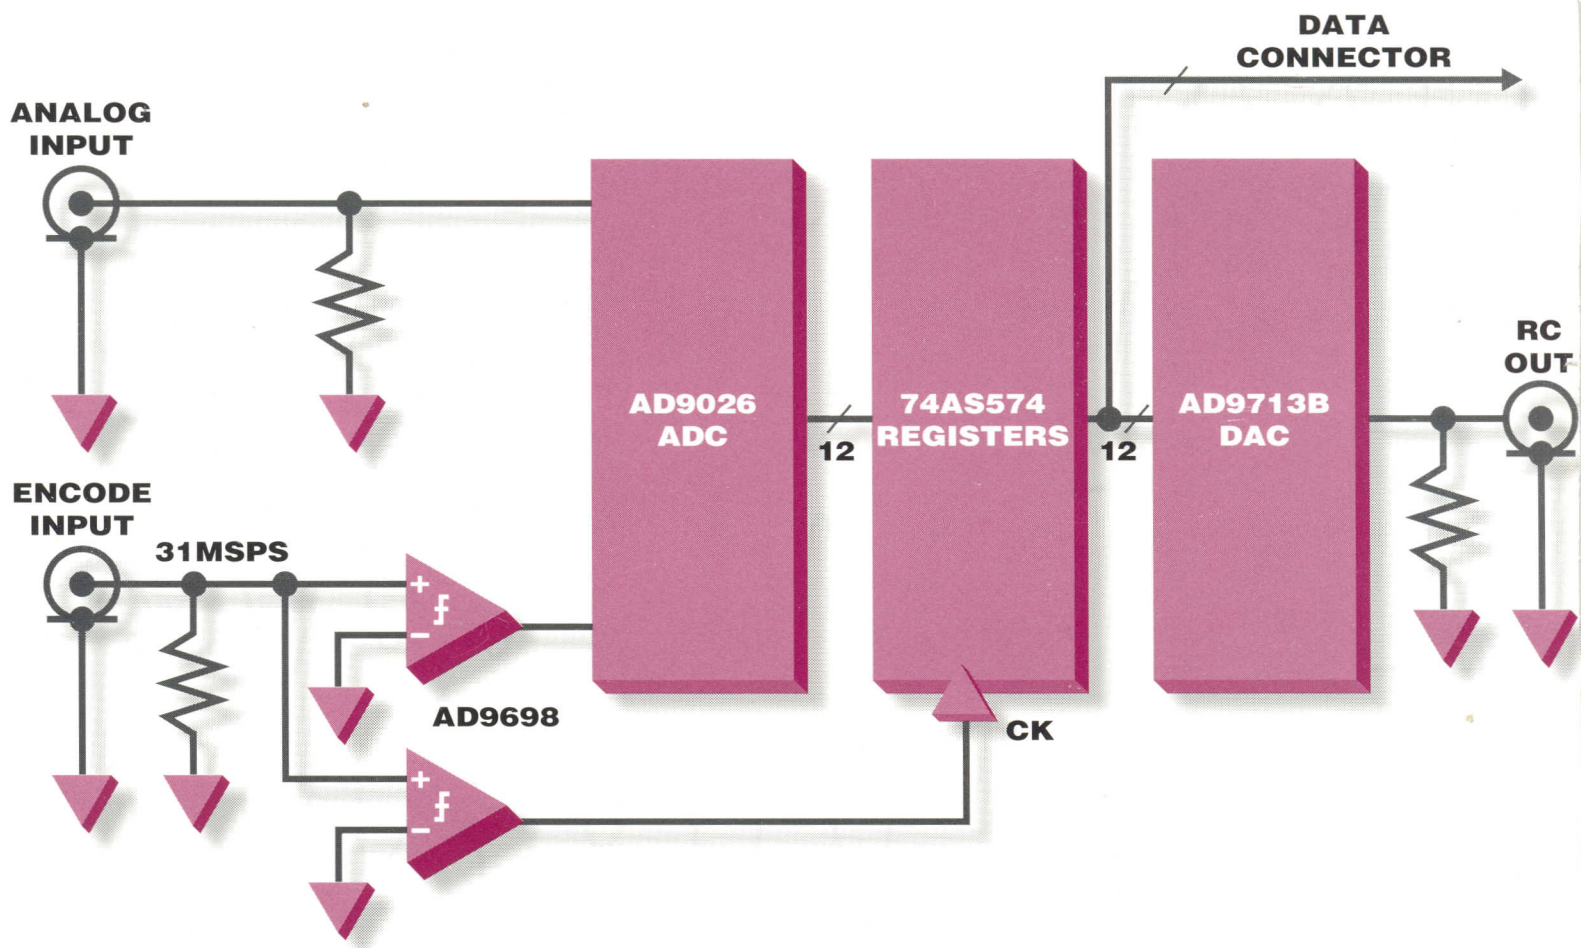 DATA
CONNECTOR
ANALOG
INPUT
RC
OUT
AD9026
ADC
12
74AS574
REGISTERS
12
AD9713B
DAC
ENCODE
INPUT
31MSPS
+
−
AD9698
CK
+
−